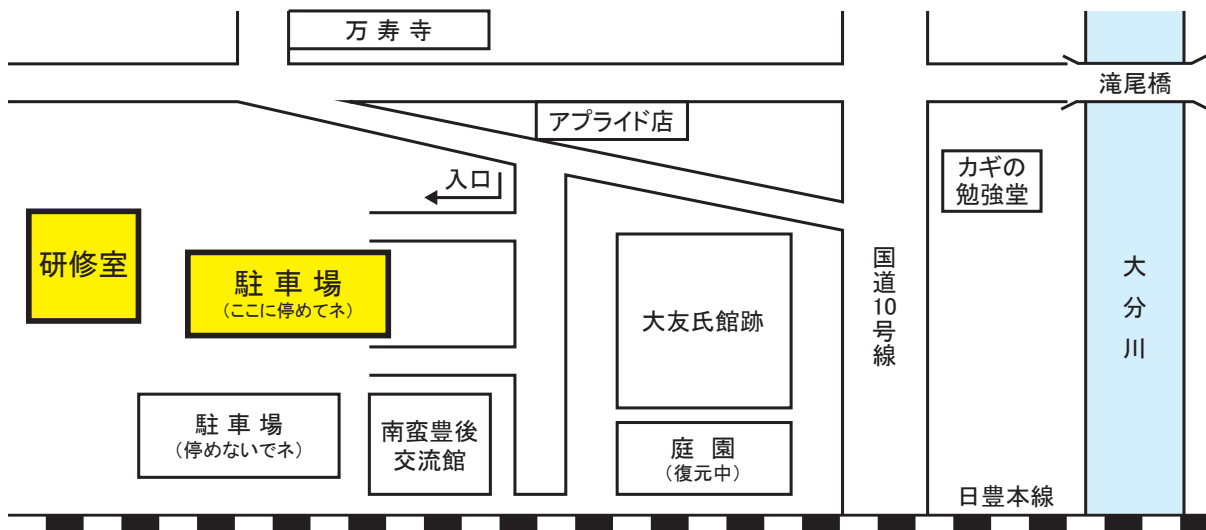 万寿寺
滝尾橋
アプライド店
カギの
勉強堂
入口
研修室
駐車場
(ここに停めてネ)
大友氏館跡
国道10号線
大分川
駐車場
(停めないでネ)
南蛮豊後
交流館
庭園
(復元中)
日豊本線